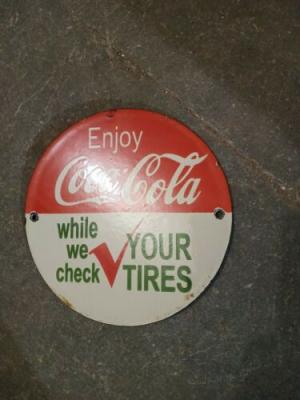 Enjoy
Coca-Cola
while
we
check
YOUR
TIRES